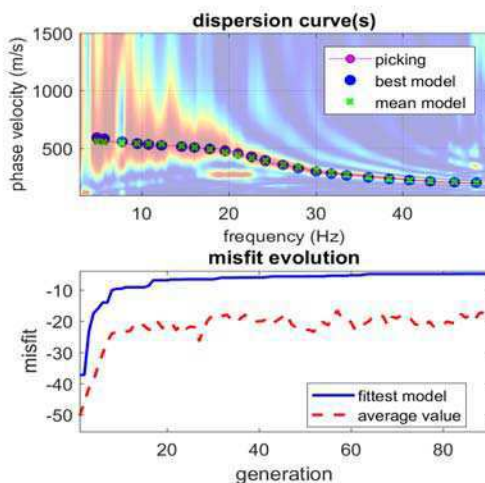 dispersion curve(s)
phase velocity (m/s)
1500
1000
500
picking
best model
mean model
10
20
30
40
frequency (Hz)
misfit evolution
misfit
-10
-20
-30
-40
-50
fittest model
average value
20
40
60
80
generation